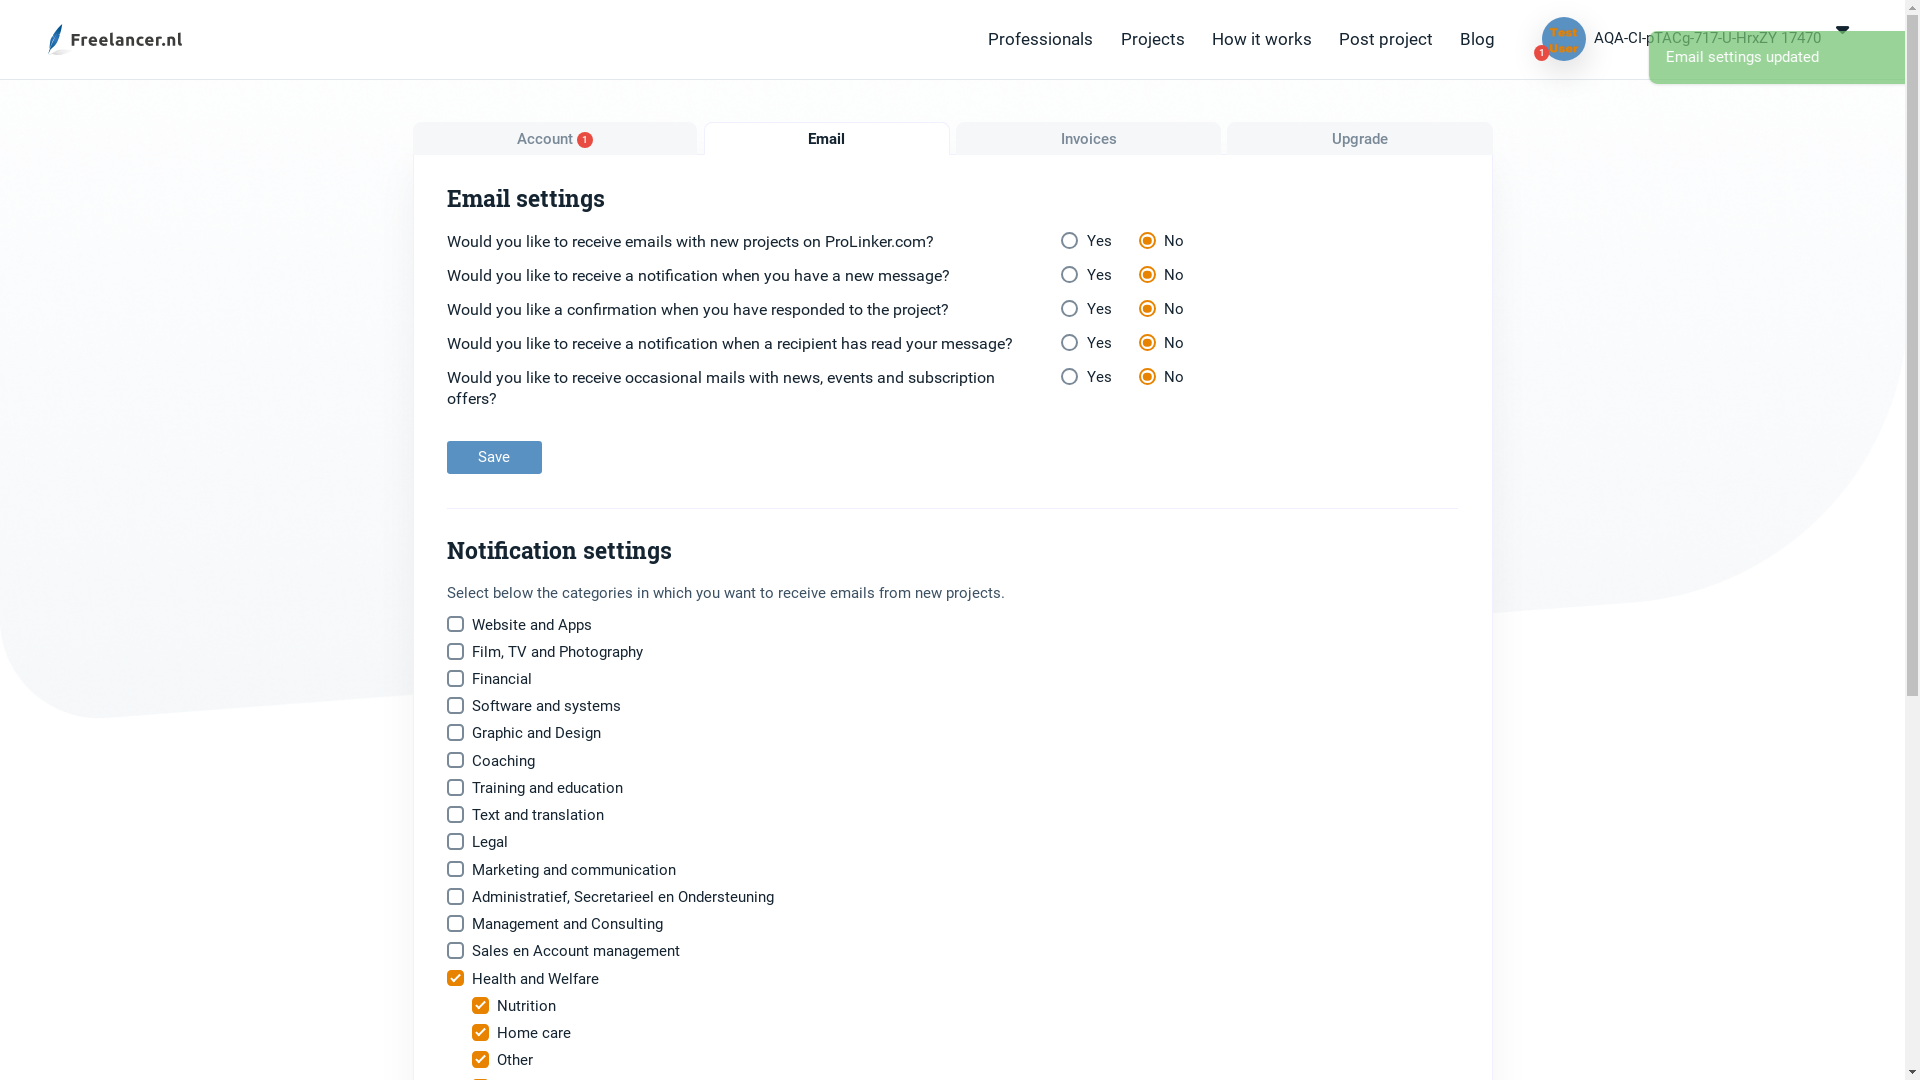 Freelancer.nl
Professionals
Projects
How it works
Post project
Blog
Test
User
1
AQA-CI-pTACg-717-U-HrxZY 17470
Email settings updated
Account 1
Email
Invoices
Upgrade
Email settings
Would you like to receive emails with new projects on ProLinker.com?
Yes
No
Would you like to receive a notification when you have a new message?
Yes
No
Would you like a confirmation when you have responded to the project?
Yes
No
Would you like to receive a notification when a recipient has read your message?
Yes
No
Would you like to receive occasional mails with news, events and subscription
offers?
Yes
No
Save
Notification settings
Select below the categories in which you want to receive emails from new projects.
Website and Apps
Film, TV and Photography
Financial
Software and systems
Graphic and Design
Coaching
Training and education
Text and translation
Legal
Marketing and communication
Administratief, Secretarieel en Ondersteuning
Management and Consulting
Sales en Account management
Health and Welfare
Nutrition
Home care
Other